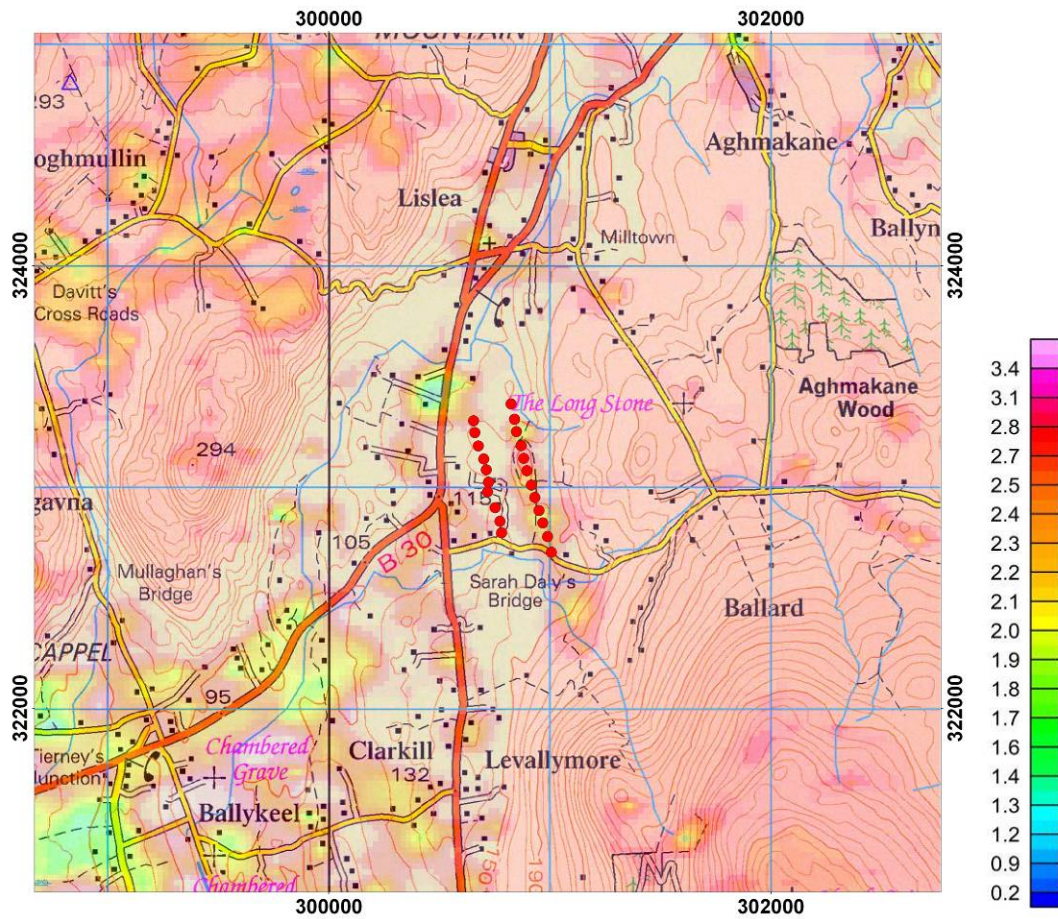 300000
302000
MOUNTAIN
293
oghmullin
Aghmakane
Lislea
Ballyn
Milltown
324000
324000
Davitt's
Cross Roads
Aghmakane
Wood
The Long Stone
294
gavna
115
105
B 30
Mullaghan's
Bridge
Sarah Daly's
Bridge
Ballard
CAPPEL
95
322000
322000
Tierney's
Junction
Chambered
Grave
Clarkill
132
Levallymore
Ballykeel
Chambered
150
190
300000
302000
3.4
3.1
2.8
2.7
2.5
2.4
2.3
2.2
2.1
2.0
1.9
1.8
1.7
1.6
1.4
1.3
1.2
0.9
0.2